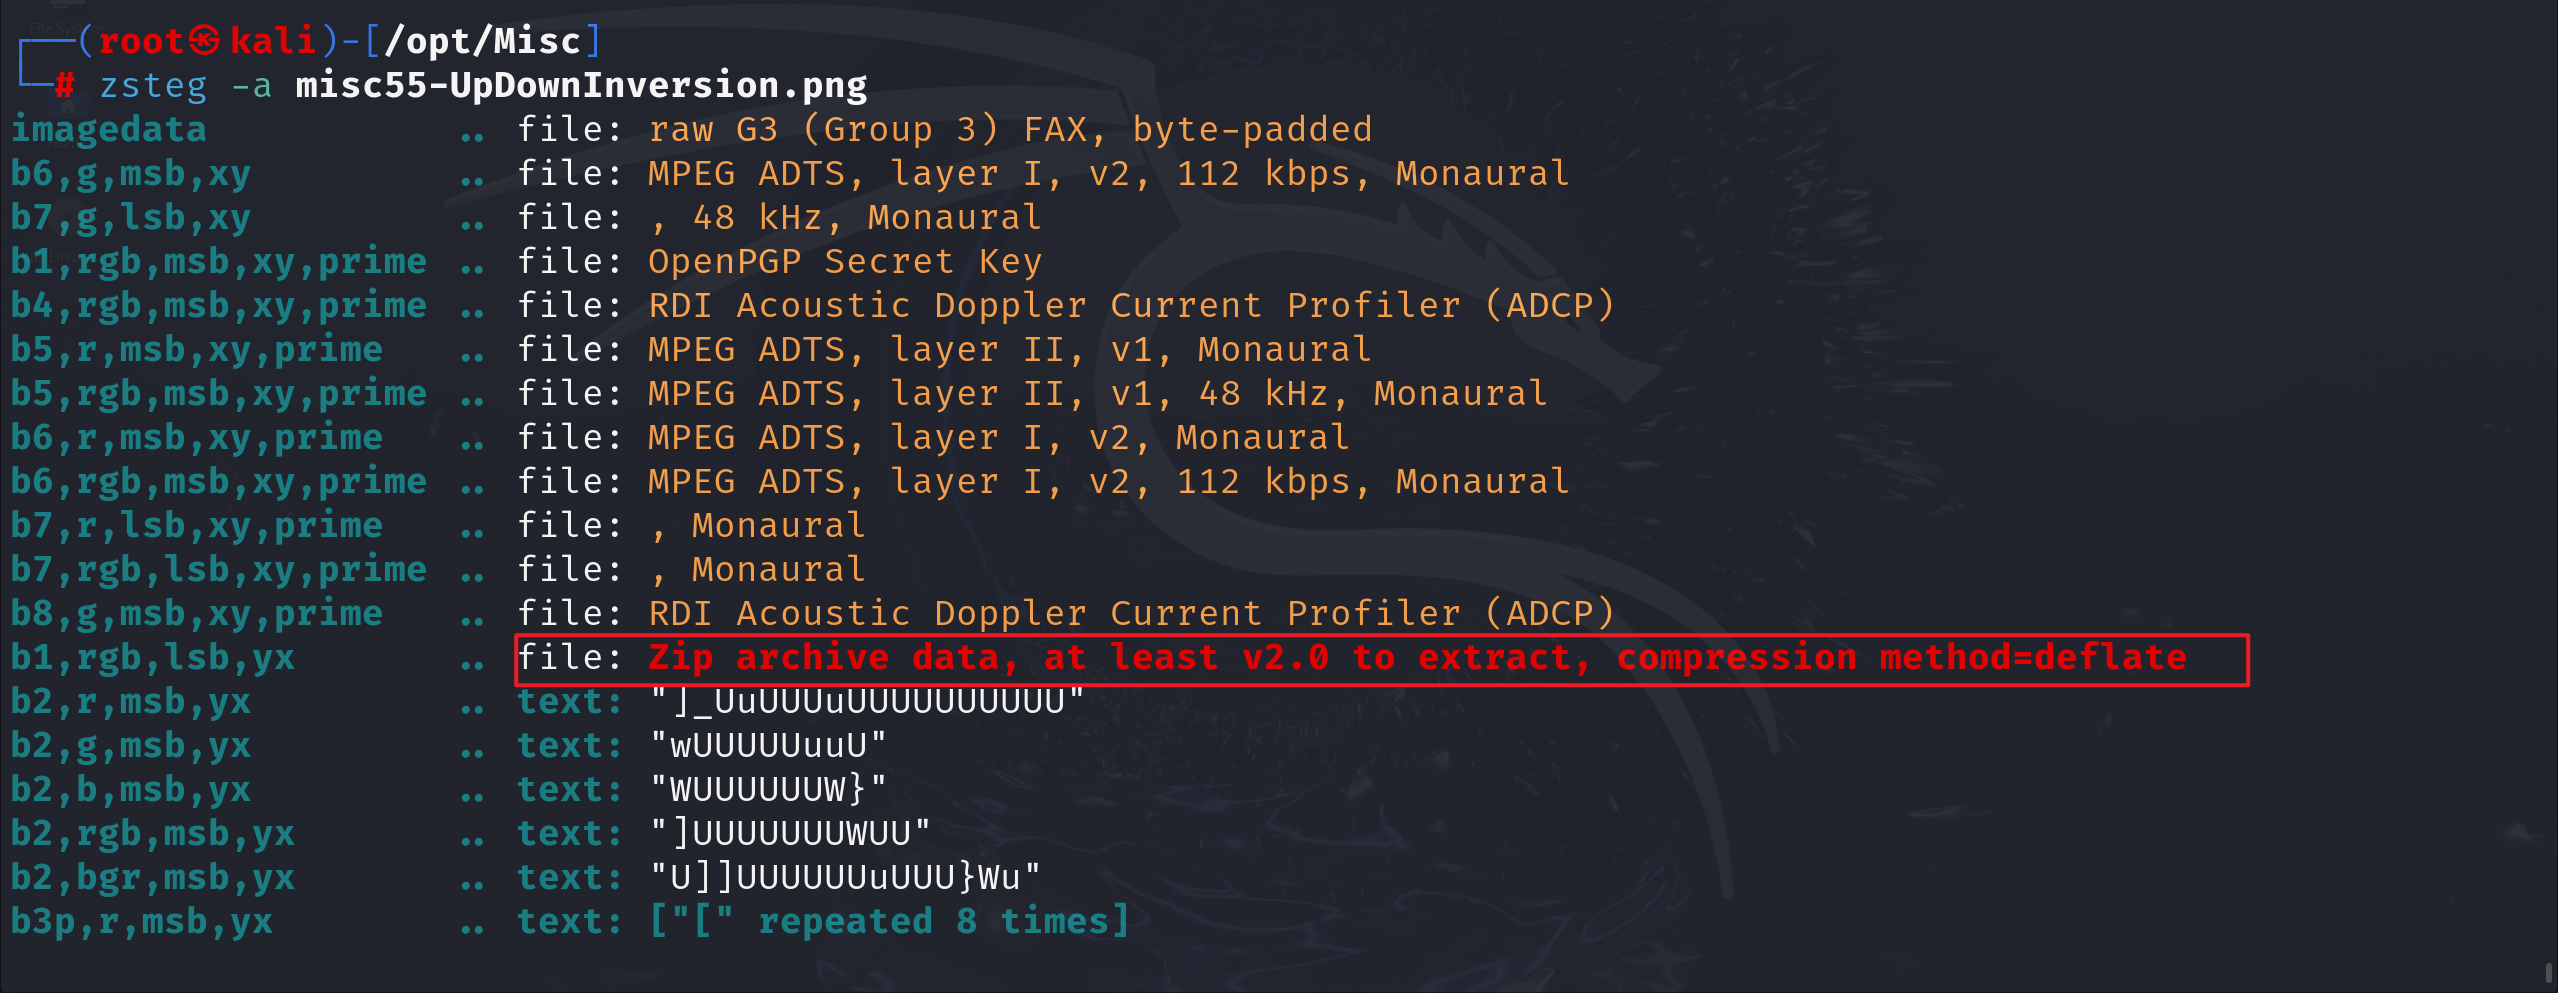 File System
┌──(root㉿kali)-[/opt/Misc]
└─# zsteg -a misc55-UpDownInversion.png
imagedata .. file: raw G3 (Group 3) FAX, byte-padded
b6,g,msb,xy .. file: MPEG ADTS, layer I, v2, 112 kbps, Monaural
b7,g,lsb,xy .. file: , 48 kHz, Monaural
b1,rgb,msb,xy,prime .. file: OpenPGP Secret Key
b4,rgb,msb,xy,prime .. file: RDI Acoustic Doppler Current Profiler (ADCP)
b5,r,msb,xy,prime .. file: MPEG ADTS, layer II, v1, Monaural
b5,rgb,msb,xy,prime .. file: MPEG ADTS, layer II, v1, 48 kHz, Monaural
b6,r,msb,xy,prime .. file: MPEG ADTS, layer I, v2, Monaural
b6,rgb,msb,xy,prime .. file: MPEG ADTS, layer I, v2, 112 kbps, Monaural
b7,r,lsb,xy,prime .. file: , Monaural
b7,rgb,lsb,xy,prime .. file: , Monaural
b8,g,msb,xy,prime .. file: RDI Acoustic Doppler Current Profiler (ADCP)
b1,rgb,lsb,yx .. file: Zip archive data, at least v2.0 to extract, compression method=deflate
b2,r,msb,yx .. text: "]_UuUUUuUUUUUUUUUU"
b2,g,msb,yx .. text: "wUUUUUuuU"
b2,b,msb,yx .. text: "WUUUUUUW}"
b2,rgb,msb,yx .. text: "]UUUUUUUWUU"
b2,bgr,msb,yx .. text: "U]]UUUUUUuUUU}Wu"
b3p,r,msb,yx .. text: ["[" repeated 8 times]